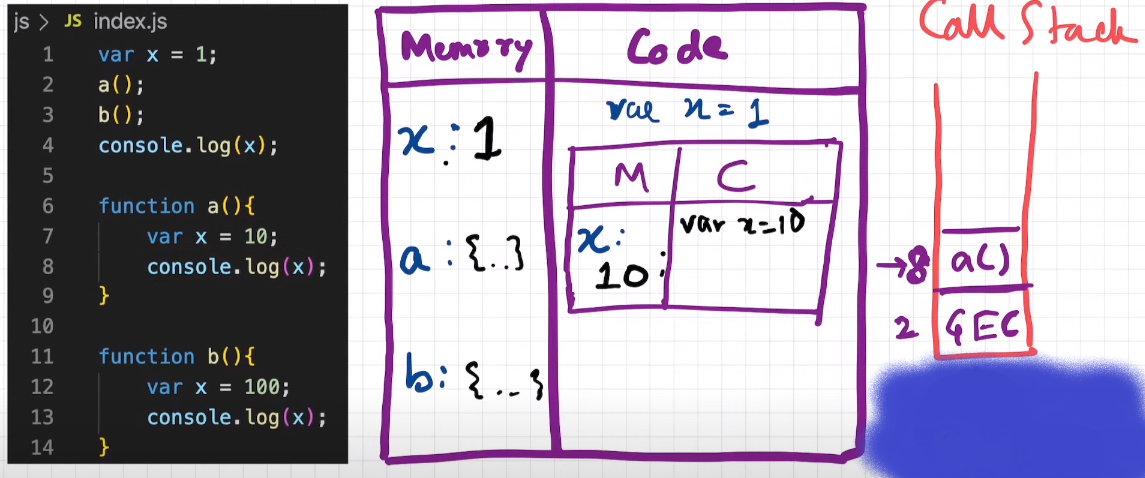 js > JS index.js
1 var x = 1;
2 a();
3 b();
4 console.log(x);
5
6 function a(){
7 var x = 10;
8 console.log(x);
9 }
10
11 function b(){
12 var x = 100;
13 console.log(x);
14 }
Memory Code
var x = 1
x : 1
M C
x: var x=10
10
a : {..}
b: {...}
Call Stack
→8 a()
2 GEC